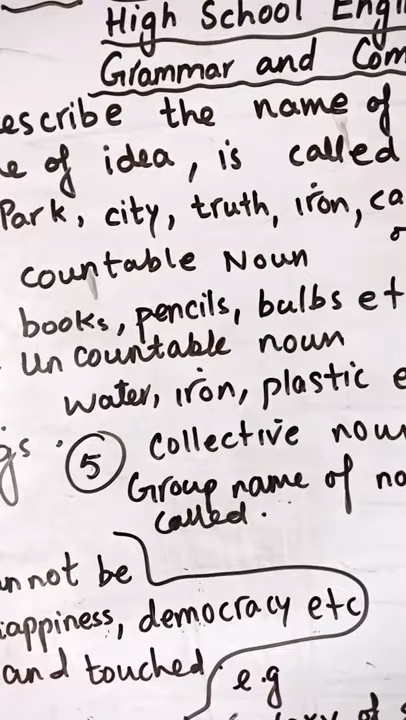 High School Engl
Grammar and Com
escribe the name of
e of idea, is called
Park, city, truth, iron, ca
countable Noun
books, pencils, bulbs et
Un countable noun
water, iron, plastic e
gs. 5 Collective nou
Group name of no
called.
nnot be
happiness, democracy etc
and touched
e.g
of